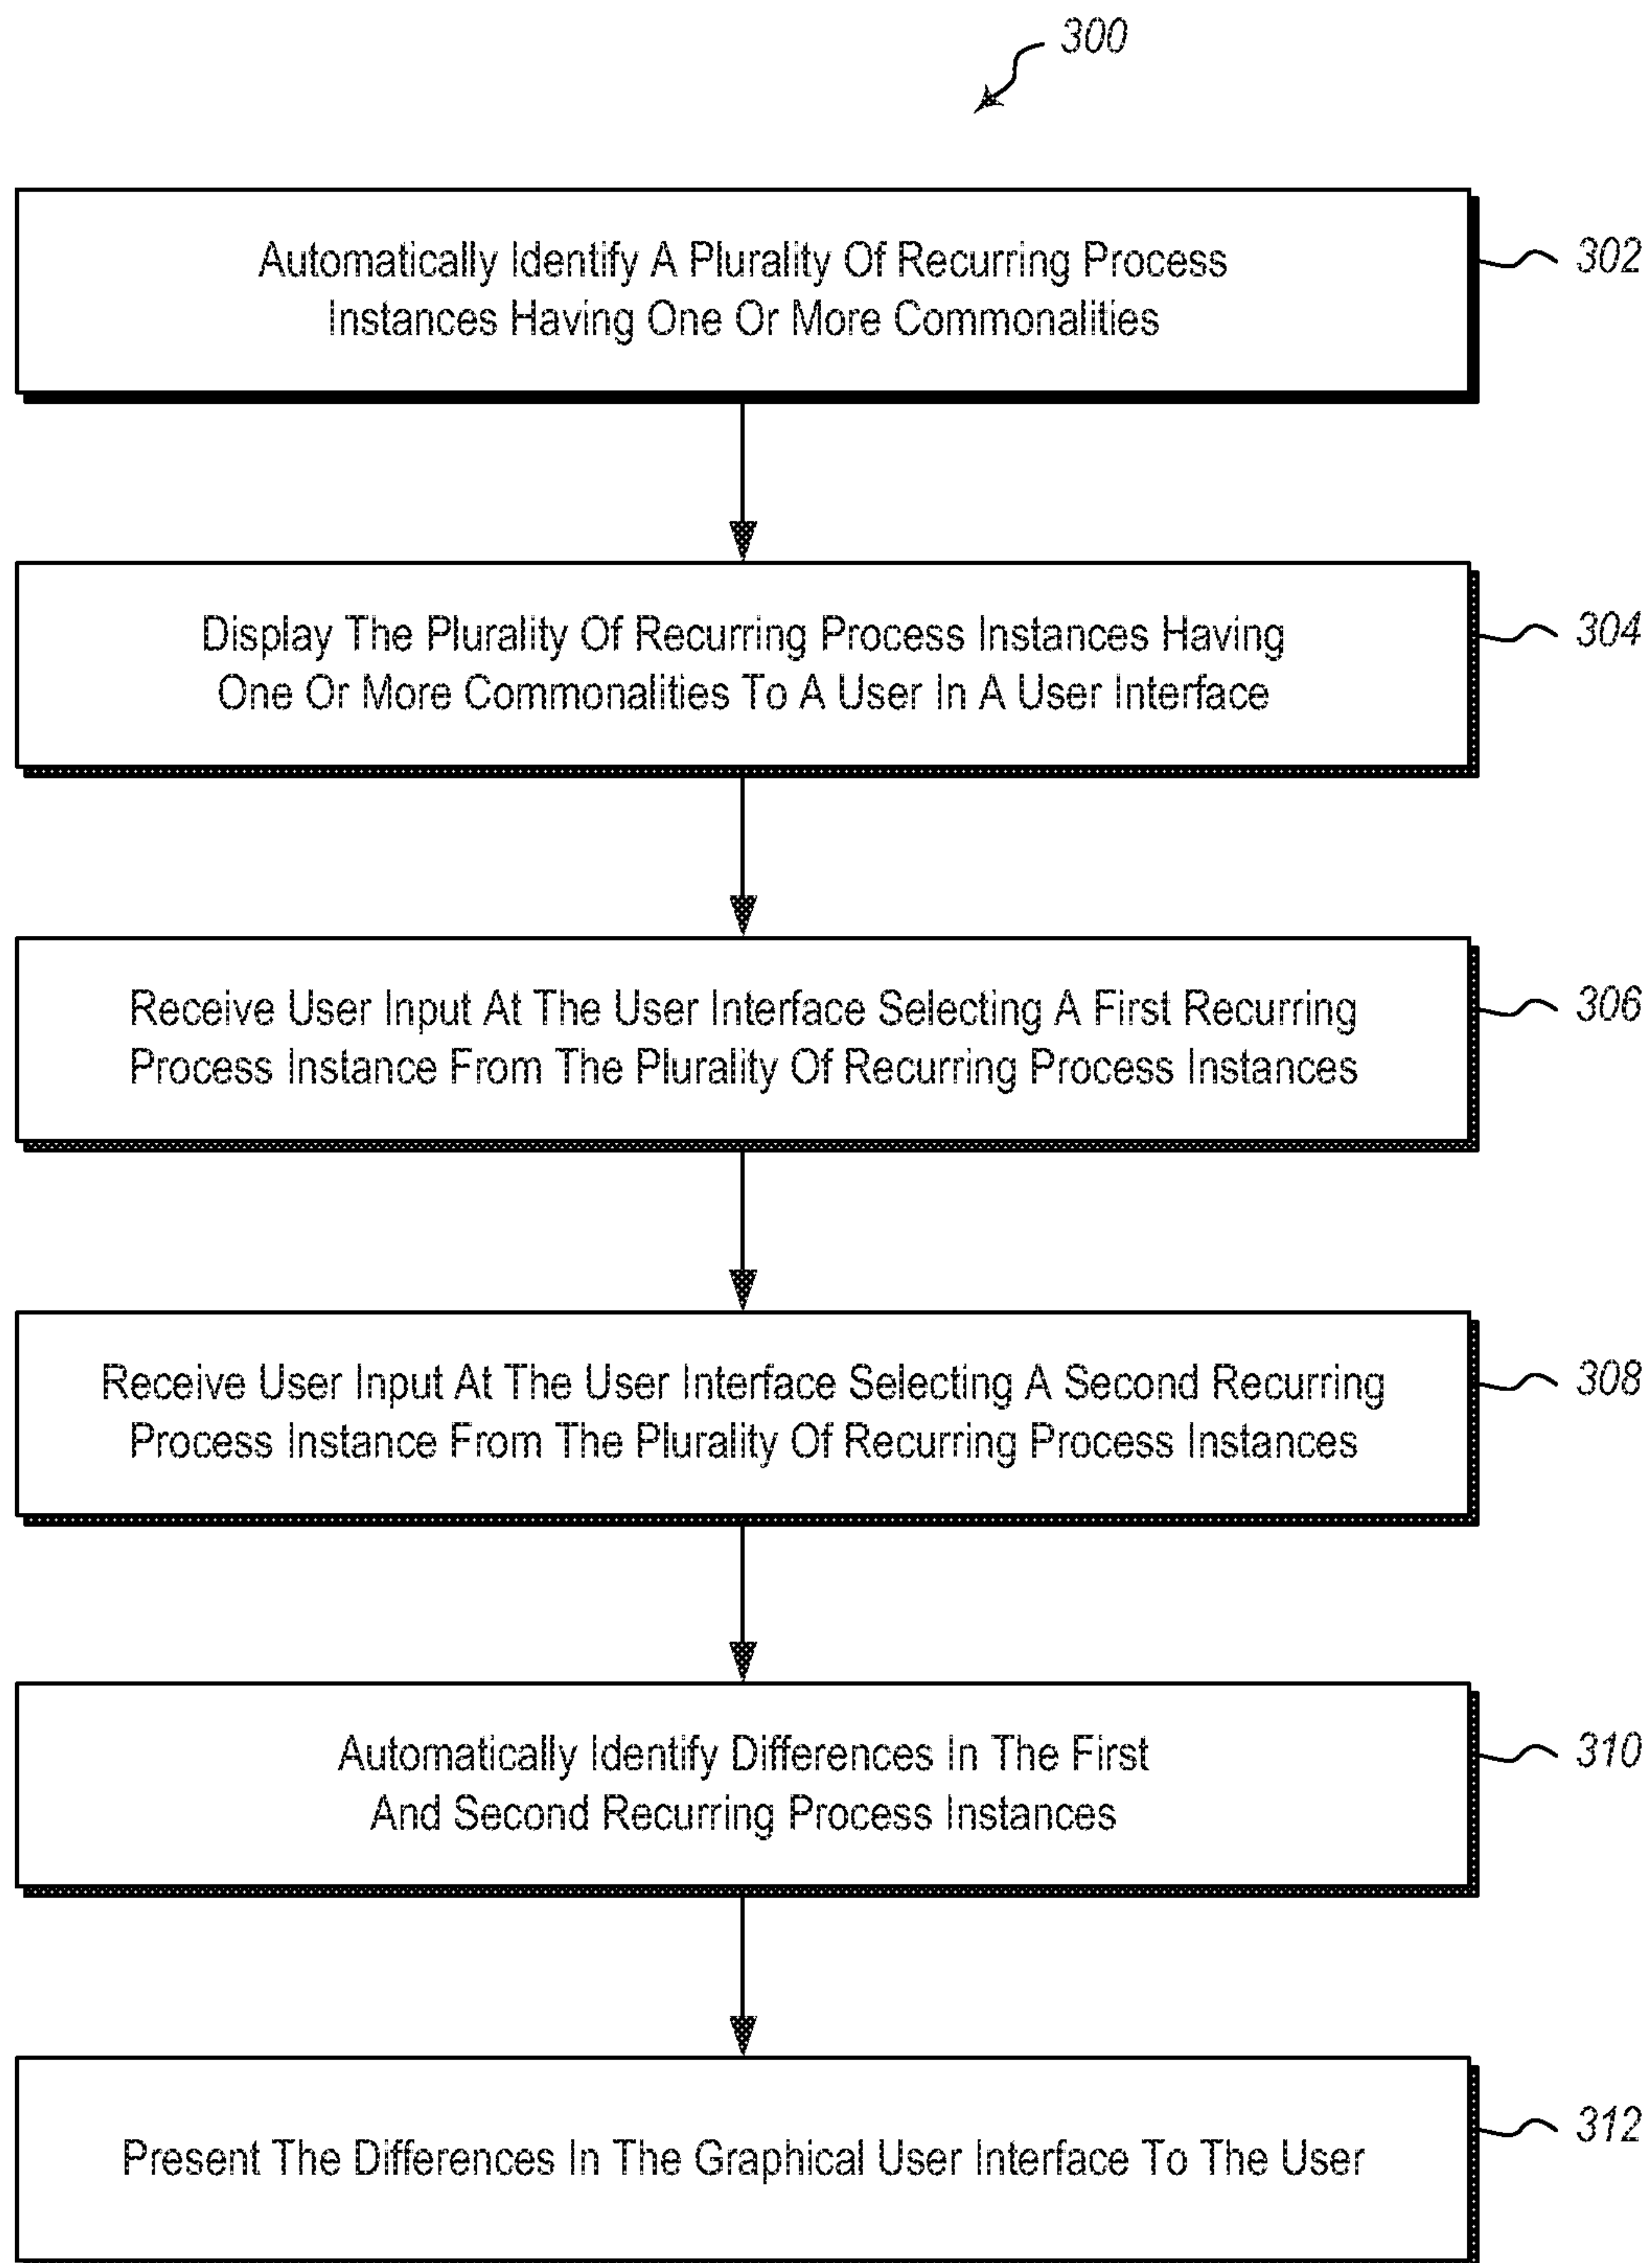 300
Automatically Identify A Plurality Of Recurring Process
Instances Having One Or More Commonalities
302
Display The Plurality Of Recurring Process Instances Having
One Or More Commonalities To A User In A User Interface
304
Receive User Input At The User Interface Selecting A First Recurring
Process Instance From The Plurality Of Recurring Process Instances
306
Receive User Input At The User Interface Selecting A Second Recurring
Process Instance From The Plurality Of Recurring Process Instances
308
Automatically Identify Differences In The First
And Second Recurring Process Instances
310
Present The Differences In The Graphical User Interface To The User
312